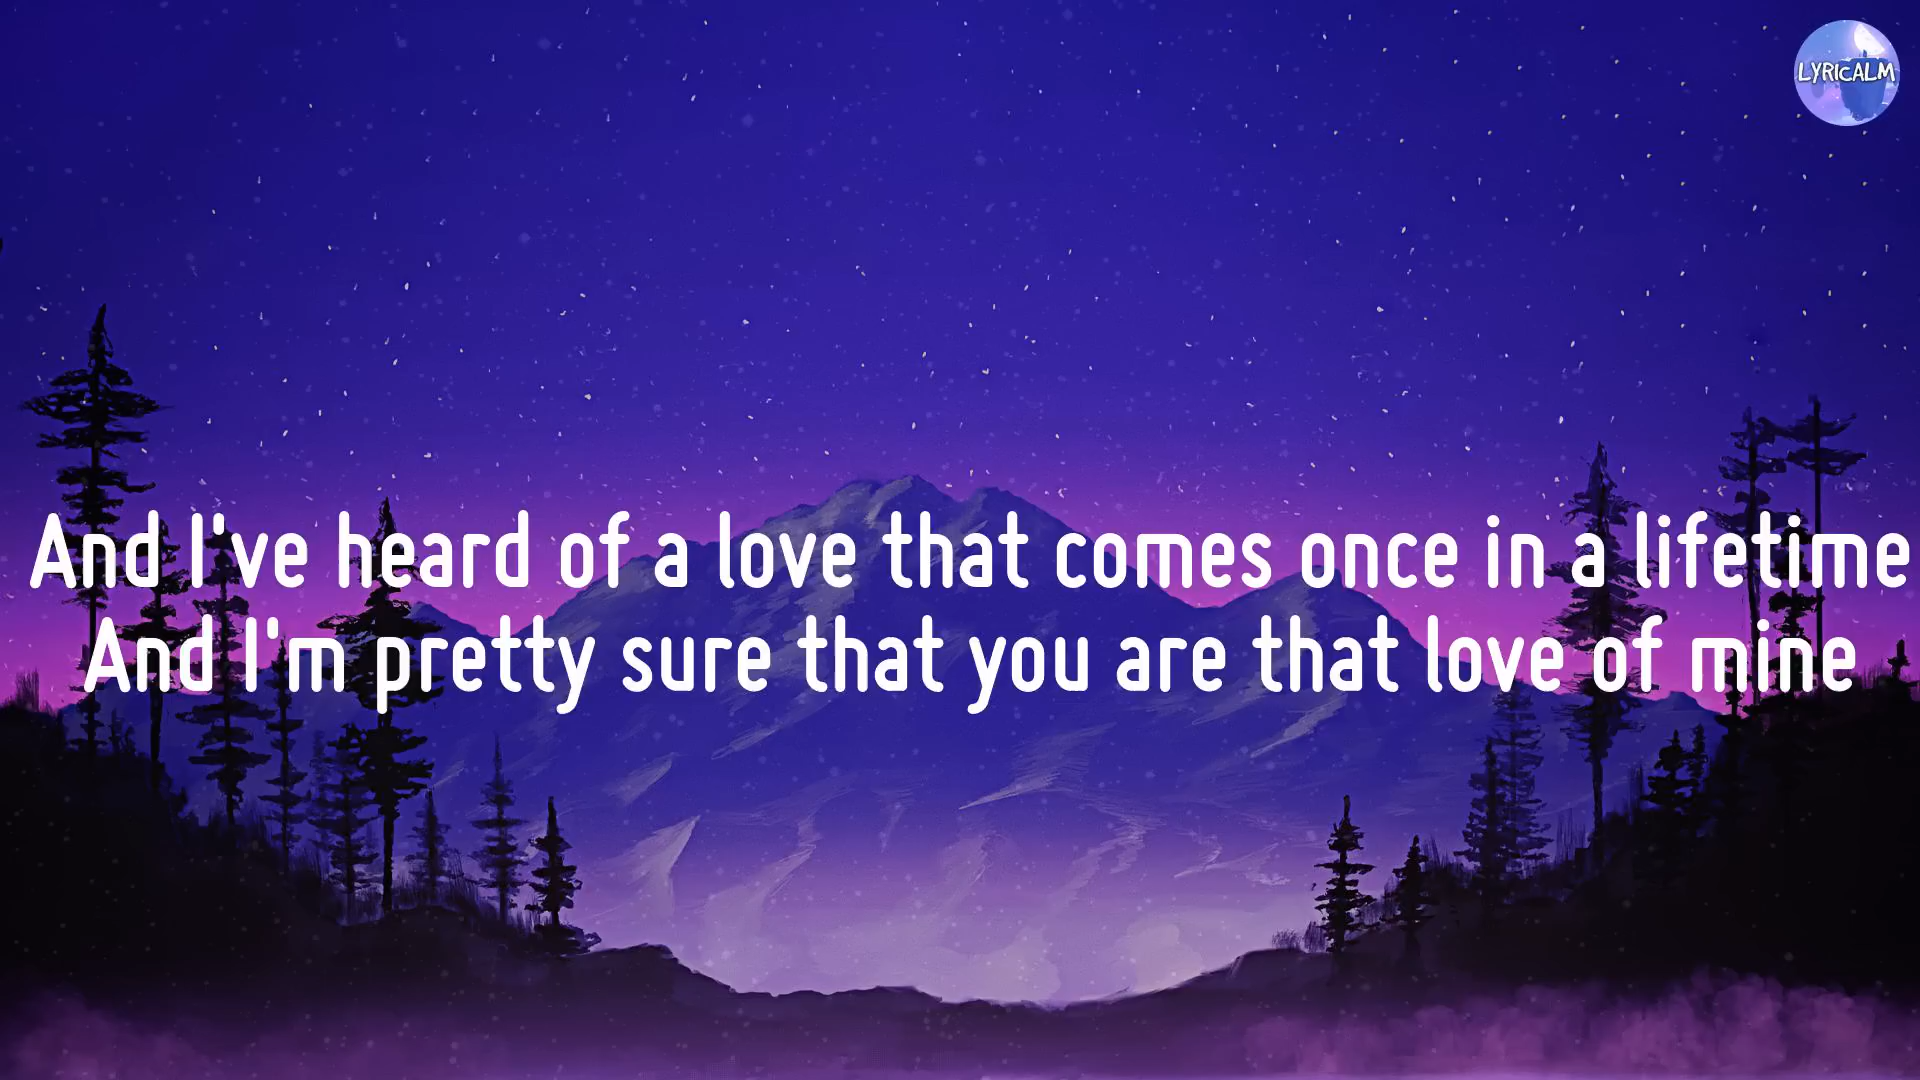 LYRICALM
And I've heard of a love that comes once in a lifetime
And I'm pretty sure that you are that love of mine